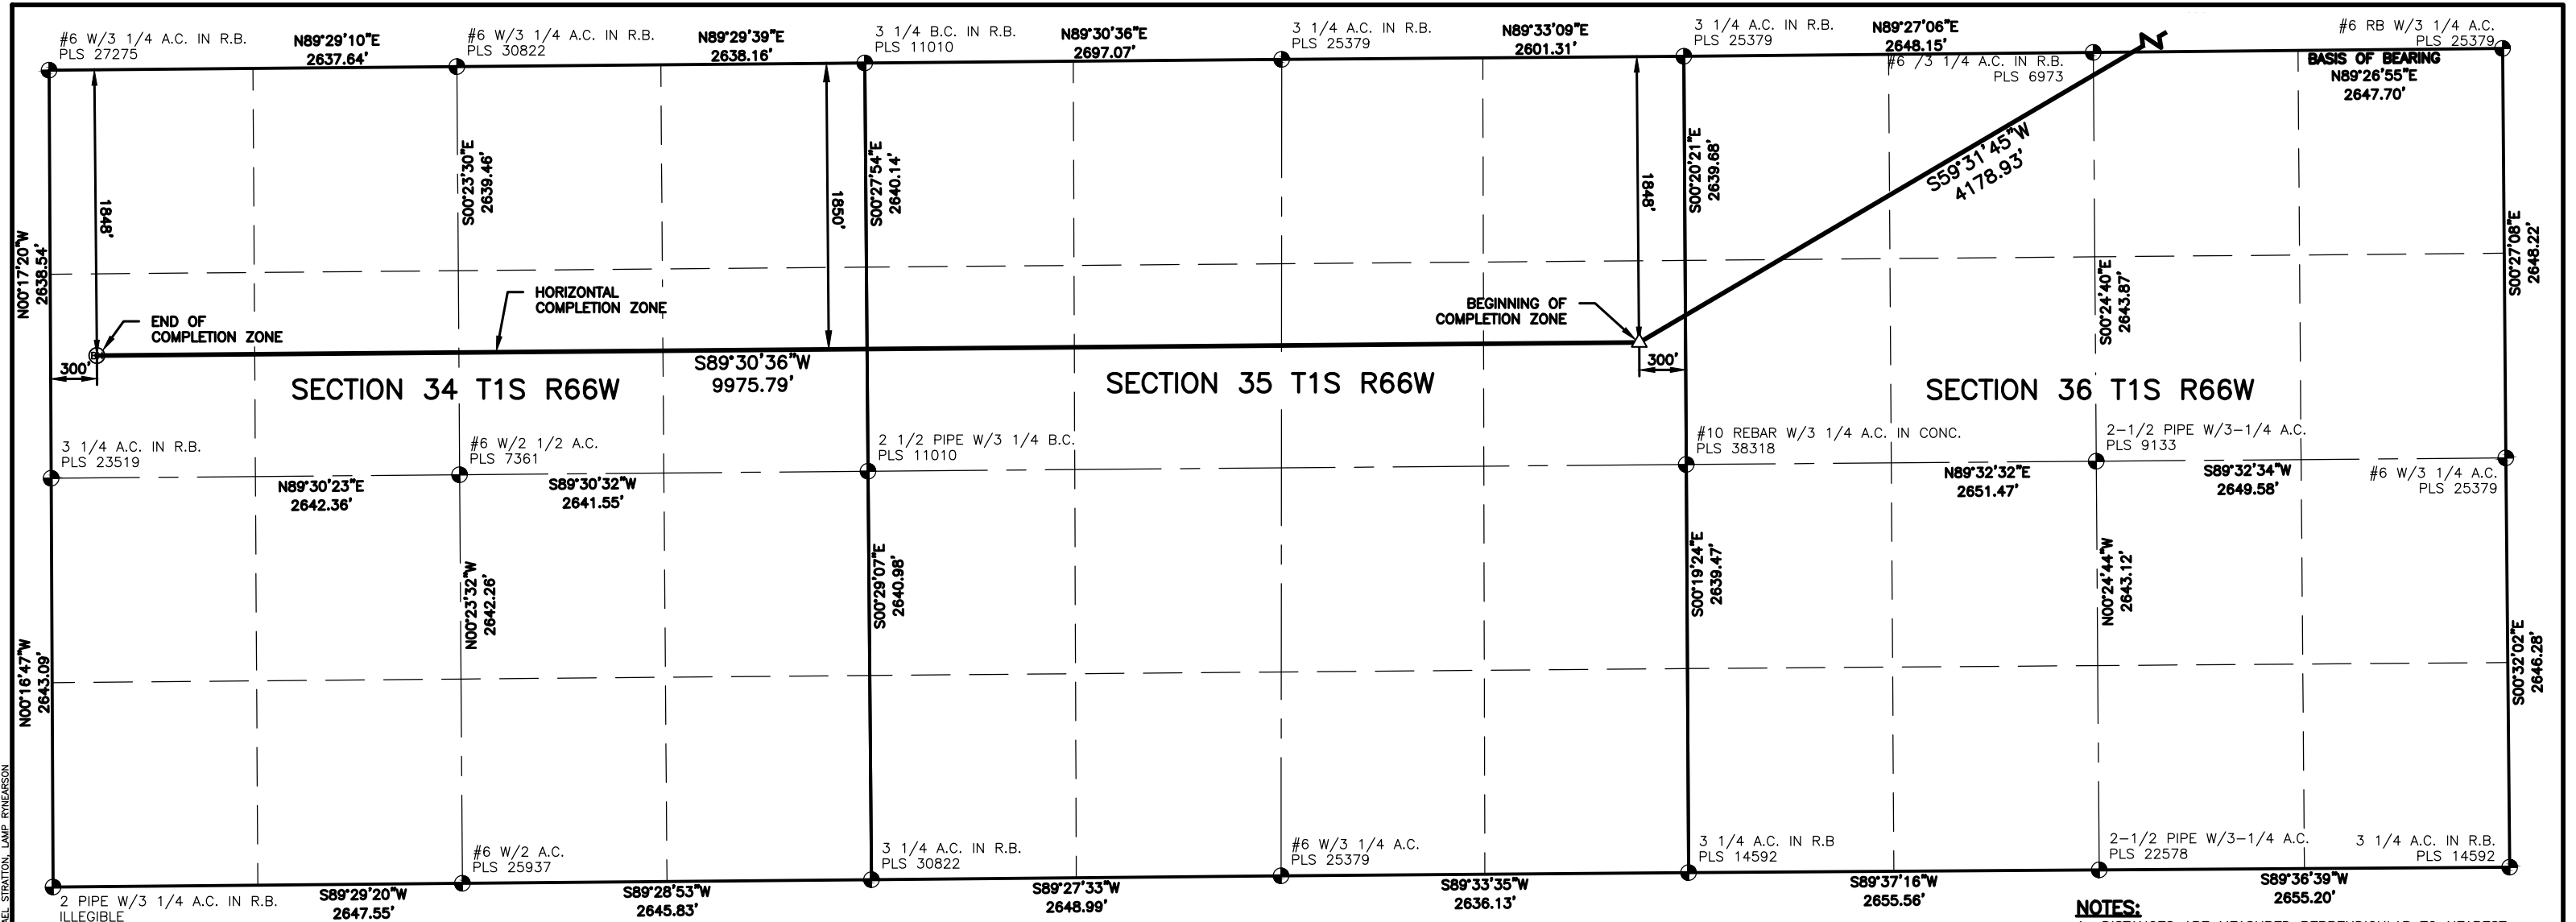 #6 W/3 1/4 A.C. IN R.B.
PLS 27275
N89°29'10"E
2637.64'
#6 W/3 1/4 A.C. IN R.B.
PLS 30822
N89°29'39"E
2638.16'
3 1/4 B.C. IN R.B.
PLS 11010
N89°30'36"E
2697.07'
3 1/4 A.C. IN R.B.
PLS 25379
N89°33'09"E
2601.31'
3 1/4 A.C. IN R.B.
PLS 25379
N89°27'06"E
2648.15'
#6 /3 1/4 A.C. IN R.B.
PLS 6973
#6 RB W/3 1/4 A.C.
PLS 25379
BASIS OF BEARING
N89°26'55"E
2647.70'
N00°17'20"W
2638.54'
1848'
S00°23'30"E
2639.46'
1850'
S00°27'54"E
2640.14'
1848'
S00°20'21"E
2639.68'
S59°31'45"W
4178.93'
S00°24'40"E
2643.87'
S00°27'08"E
2648.22'
END OF
COMPLETION ZONE
HORIZONTAL
COMPLETION ZONE
BEGINNING OF
COMPLETION ZONE
300'
S89°30'36"W
9975.79'
300'
SECTION 34 T1S R66W
SECTION 35 T1S R66W
SECTION 36 T1S R66W
3 1/4 A.C. IN R.B.
PLS 23519
#6 W/2 1/2 A.C.
PLS 7361
2 1/2 PIPE W/3 1/4 B.C.
PLS 11010
#10 REBAR W/3 1/4 A.C. IN CONC.
PLS 38318
2-1/2 PIPE W/3-1/4 A.C.
PLS 9133
#6 W/3 1/4 A.C.
PLS 25379
N89°30'23"E
2642.36'
S89°30'32"W
2641.55'
N89°32'32"E
2651.47'
S89°32'34"W
2649.58'
N00°16'47"W
2643.09'
N00°23'32"W
2642.26'
S00°29'07"E
2640.98'
S00°19'24"E
2639.47'
N00°24'44"W
2643.12'
S00°32'02"E
2646.28'
2 PIPE W/3 1/4 A.C. IN R.B.
ILLEGIBLE
S89°29'20"W
2647.55'
#6 W/2 A.C.
PLS 25937
S89°28'53"W
2645.83'
3 1/4 A.C. IN R.B.
PLS 30822
S89°27'33"W
2648.99'
#6 W/3 1/4 A.C.
PLS 25379
S89°33'35"W
2636.13'
3 1/4 A.C. IN R.B
PLS 14592
S89°37'16"W
2655.56'
2-1/2 PIPE W/3-1/4 A.C.
PLS 22578
S89°36'39"W
2655.20'
3 1/4 A.C. IN R.B.
PLS 14592
NOTES:
STRATTON, LAMP RYNEARSON